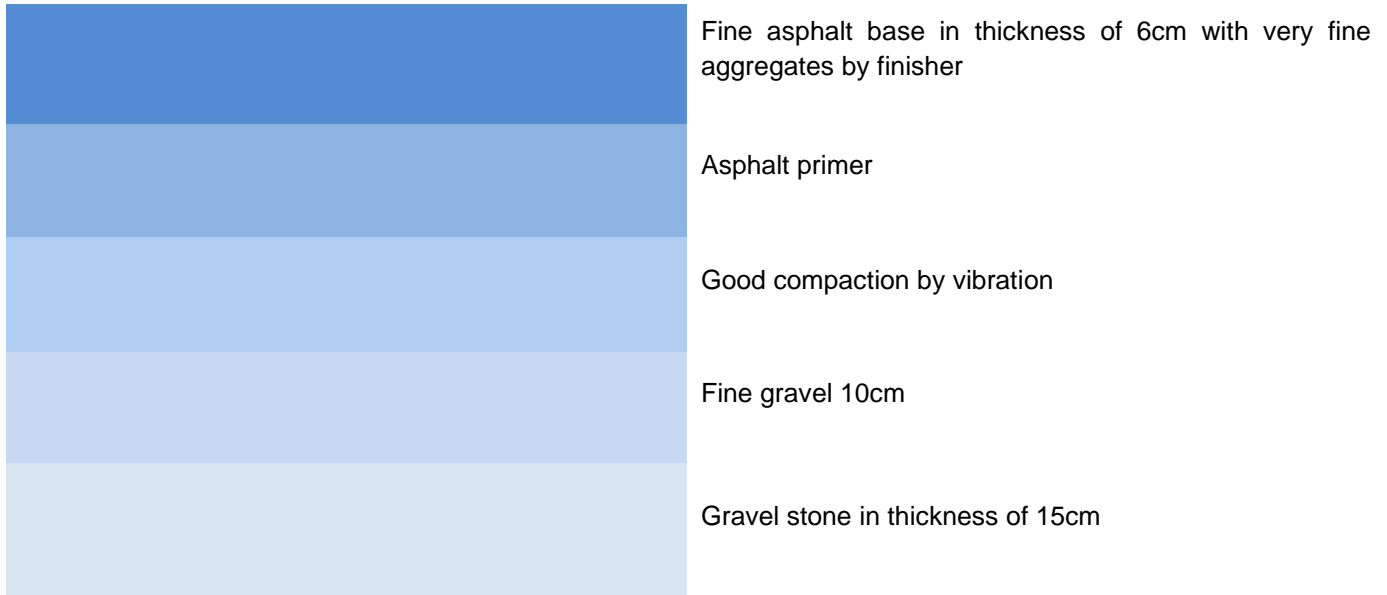 Fine asphalt base in thickness of 6cm with very fine
aggregates by finisher
Asphalt primer
Good compaction by vibration
Fine gravel 10cm
Gravel stone in thickness of 15cm